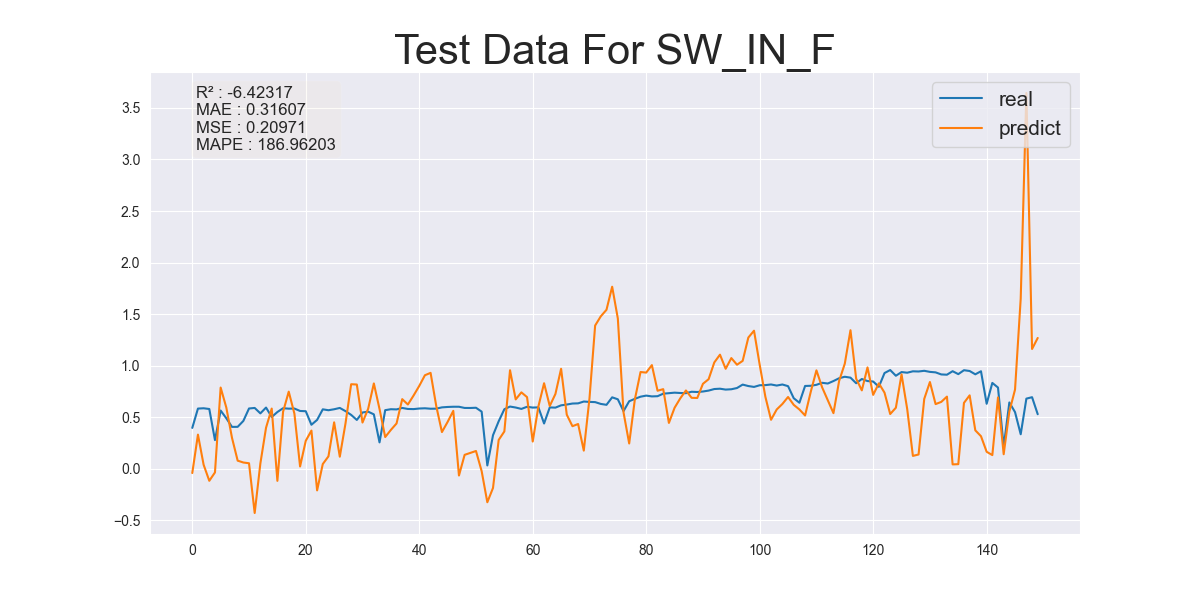 Test Data For SW_IN_F
R² : -6.42317
MAE : 0.31607
MSE : 0.20971
MAPE : 186.96203
real
predict
3.5
3.0
2.5
2.0
1.5
1.0
0.5
0.0
−0.5
0 20 40 60 80 100 120 140